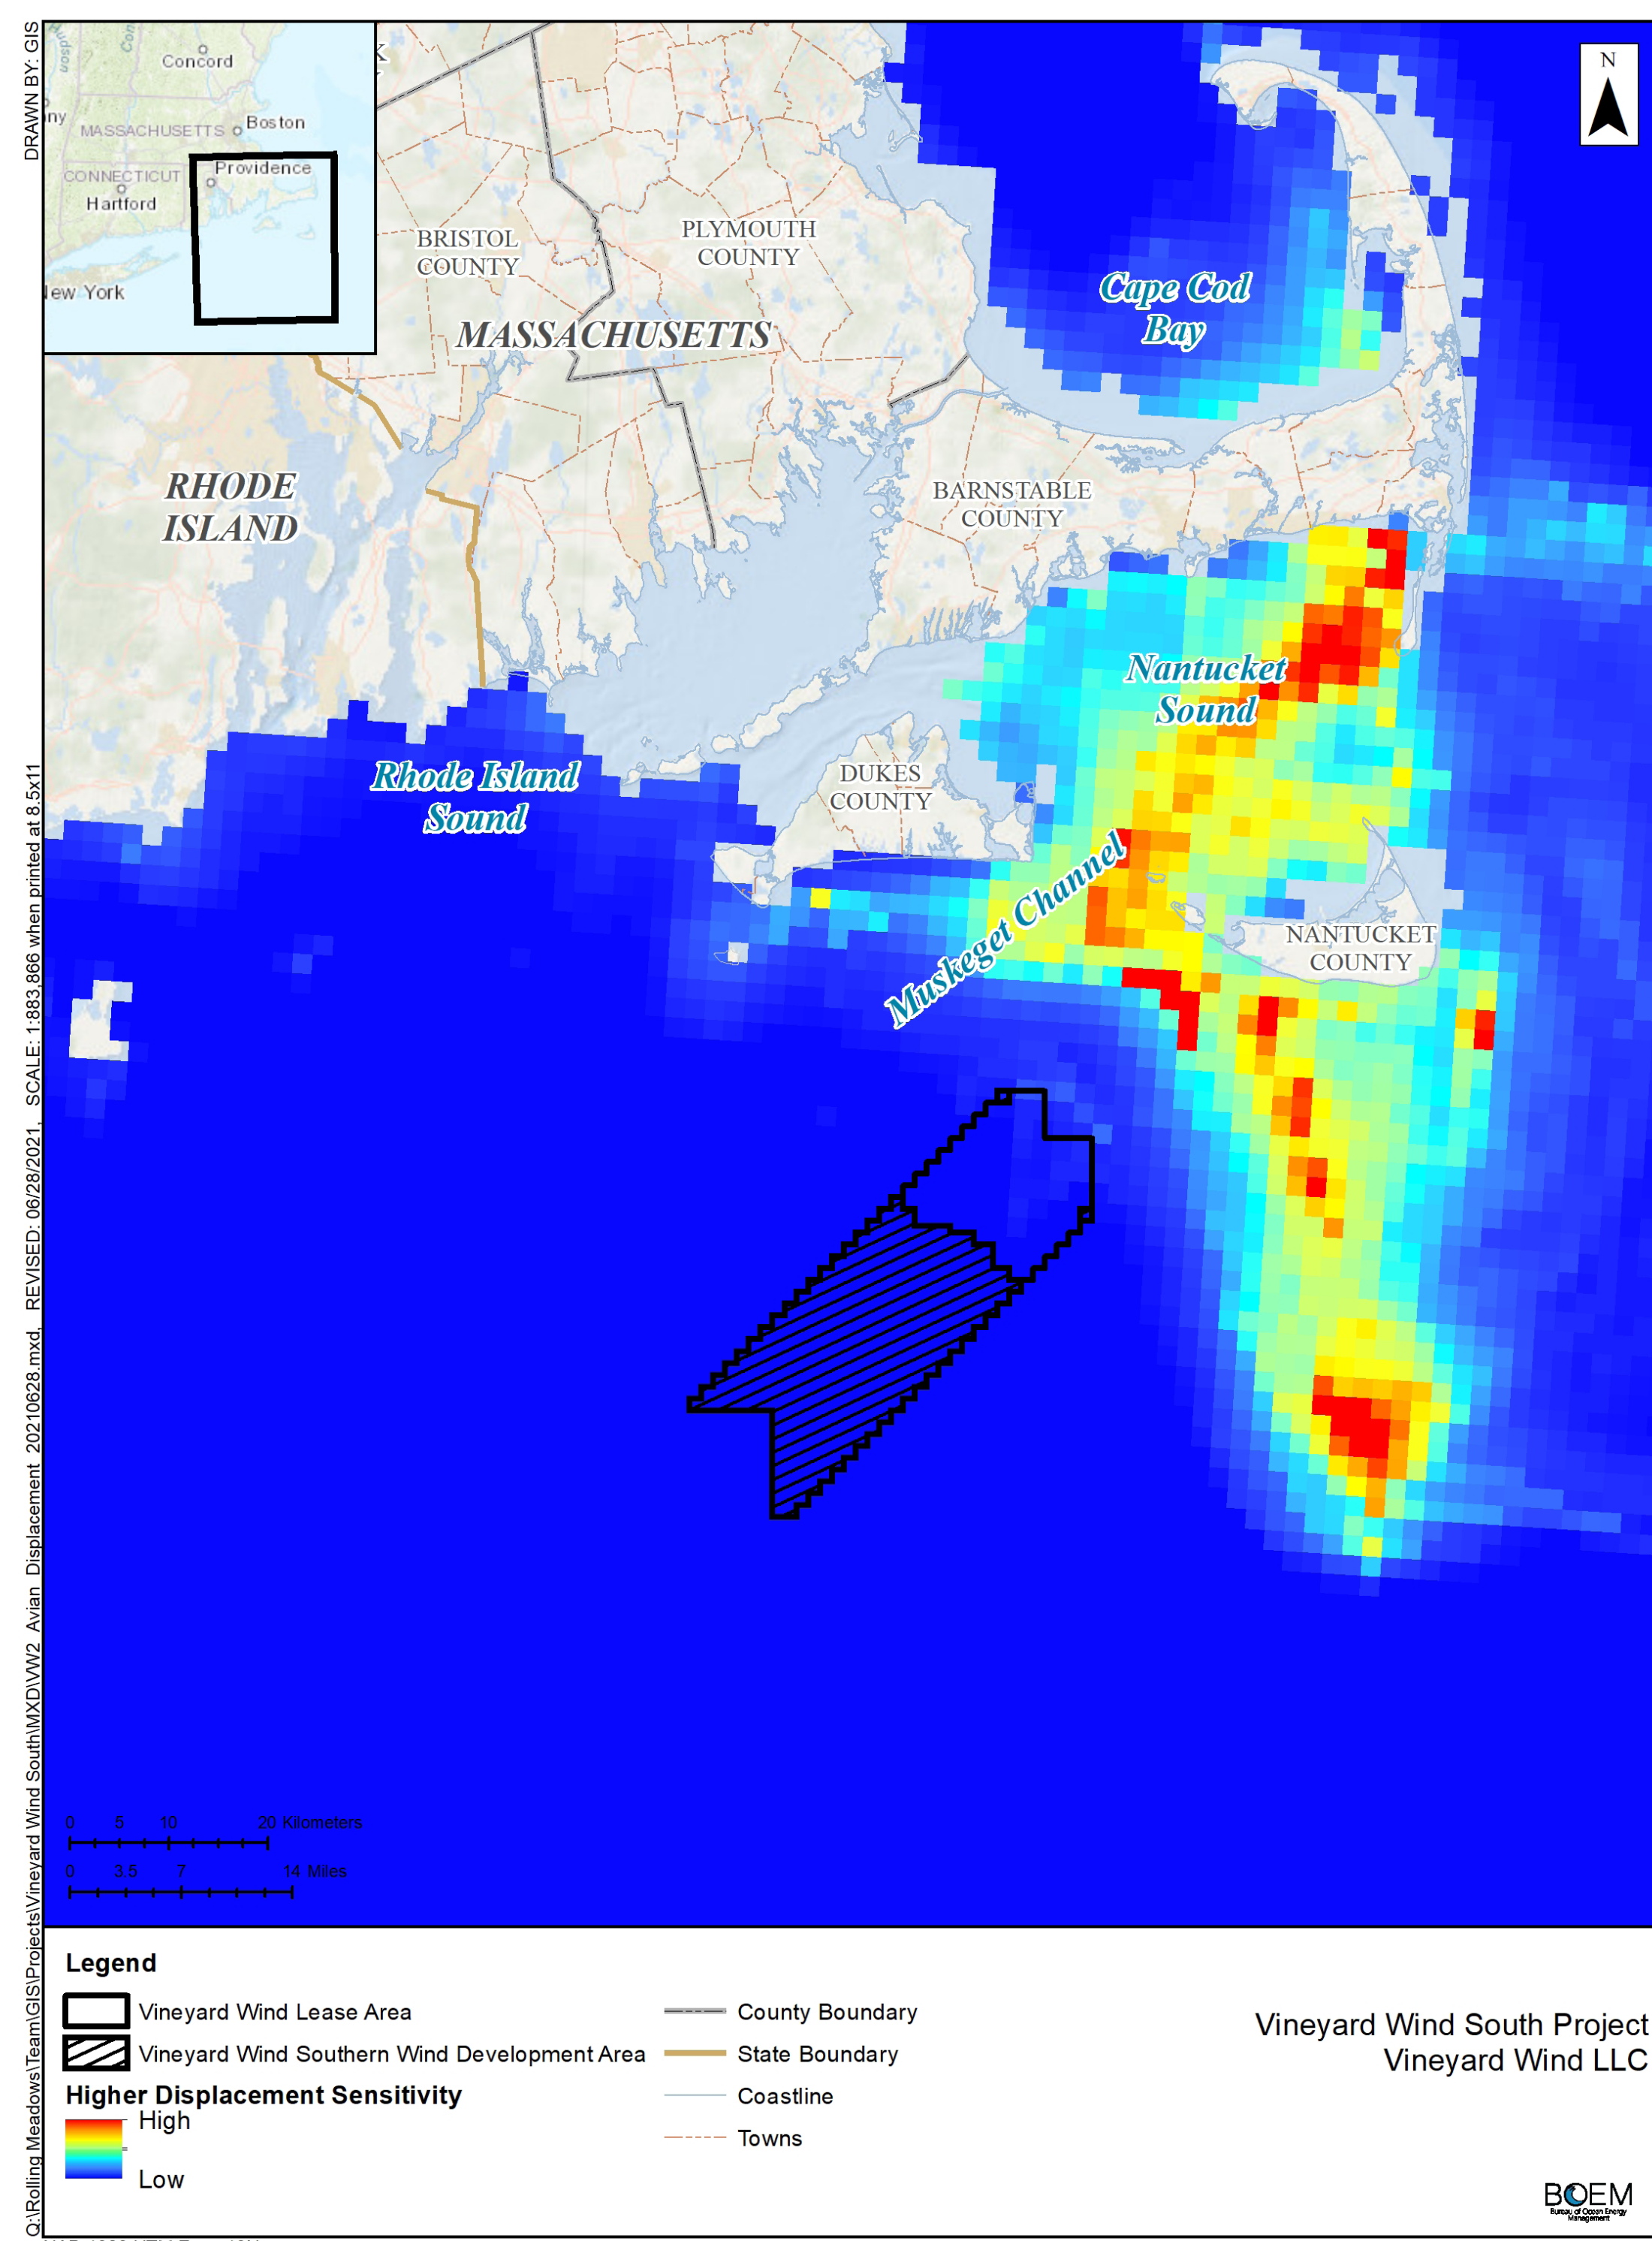 DRAWN BY: GIS
Q:\Rolling Meadows\Team\GIS\Projects\Vineyard Wind South\MXD\VW2 Avian Displacement 20210628.mxd, REVISED: 06/28/2021, SCALE: 1:883,866 when printed at 8.5x11
Concord
MASSACHUSETTS
Boston
CONNECTICUT
Providence
Hartford
New York
N
BRISTOL
COUNTY
PLYMOUTH
COUNTY
MASSACHUSETTS
Cape Cod
Bay
RHODE
ISLAND
BARNSTABLE
COUNTY
Nantucket
Sound
Rhode Island
Sound
DUKES
COUNTY
Muskeget Channel
NANTUCKET
COUNTY
0 5 10 20 Kilometers
0 3.5 7 14 Miles
Legend
Vineyard Wind Lease Area
Vineyard Wind Southern Wind Development Area
Higher Displacement Sensitivity
High
Low
County Boundary
State Boundary
Coastline
Towns
Vineyard Wind South Project
Vineyard Wind LLC
BOEM
Bureau of Ocean Energy
Management